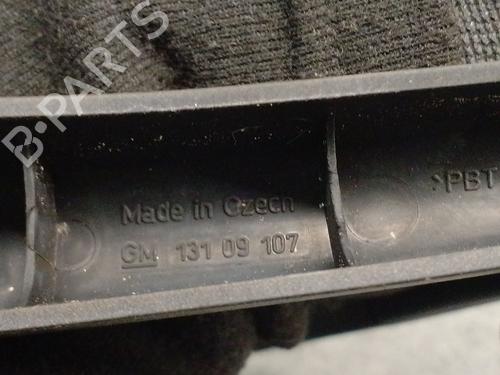 B-PARTS
Made in Czech
GM 131 09 107
>PBT